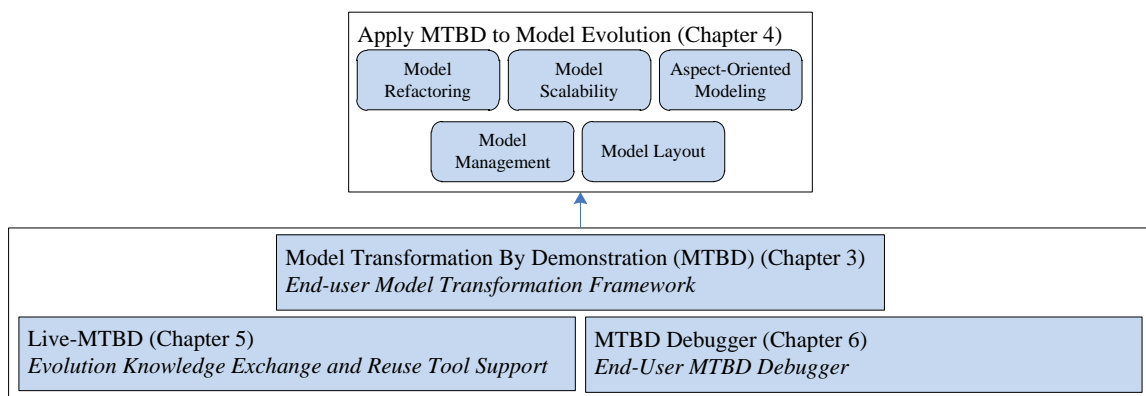 Apply MTBD to Model Evolution (Chapter 4)
Model
Refactoring
Model
Scalability
Aspect-Oriented
Modeling
Model
Management
Model Layout
Model Transformation By Demonstration (MTBD) (Chapter 3)
End-user Model Transformation Framework
Live-MTBD (Chapter 5)
Evolution Knowledge Exchange and Reuse Tool Support
MTBD Debugger (Chapter 6)
End-User MTBD Debugger